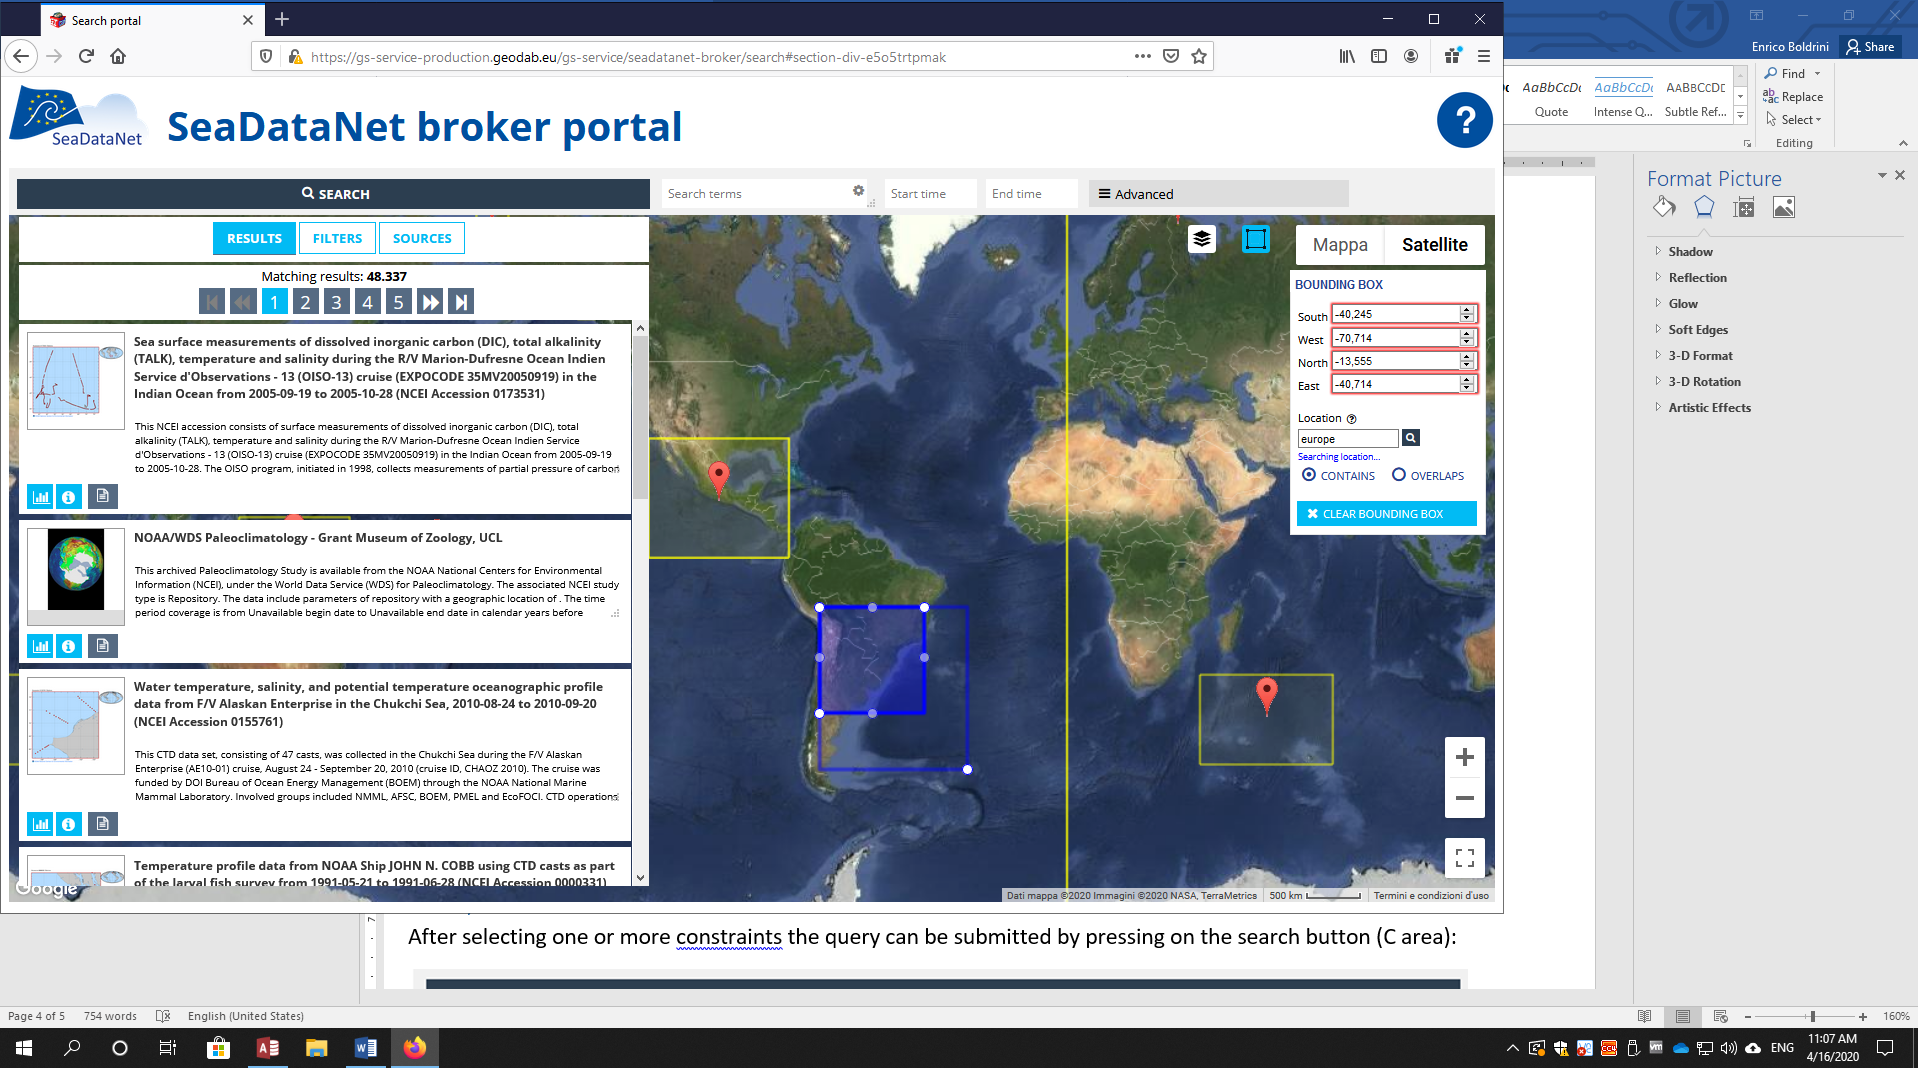 Search portal
https://gs-service-production.geodab.eu/gs-service/seadatanet-broker/search#section-div-e5o5trtpmak
Enrico Boldrini
Share
AaBbCcDc
AaBbCcDc
AABBCCDE
Quote
Intense Q...
Subtle Ref...
Find
Replace
Select
Editing
SeaDataNet
SeaDataNet broker portal
?
SEARCH
Search terms
Start time
End time
Advanced
RESULTS
FILTERS
SOURCES
Matching results: 48.337
1 2 3 4 5
Sea surface measurements of dissolved inorganic carbon (DIC), total alkalinity
(TALK), temperature and salinity during the R/V Marion-Dufresne Ocean Indien
Service d'Observations - 13 (OISO-13) cruise (EXPOCODE 35MV20050919) in the
Indian Ocean from 2005-09-19 to 2005-10-28 (NCEI Accession 0173531)
This NCEI accession consists of surface measurements of dissolved inorganic carbon (DIC), total
alkalinity (TALK), temperature and salinity during the R/V Marion-Dufresne Ocean Indien Service
d'Observations - 13 (OISO-13) cruise (EXPOCODE 35MV20050919) in the Indian Ocean from 2005-09-19
to 2005-10-28. The OISO program, initiated in 1998, collects measurements of partial pressure of carbon
NOAA/WDS Paleoclimatology - Grant Museum of Zoology, UCL
This archived Paleoclimatology Study is available from the NOAA National Centers for Environmental
Information (NCEI), under the World Data Service (WDS) for Paleoclimatology. The associated NCEI study
type is Repository. The data include parameters of repository with a geographic location of . The time
period coverage is from Unavailable begin date to Unavailable end date in calendar years before
Water temperature, salinity, and potential temperature oceanographic profile
data from F/V Alaskan Enterprise in the Chukchi Sea, 2010-08-24 to 2010-09-20
(NCEI Accession 0155761)
This CTD data set, consisting of 47 casts, was collected in the Chukchi Sea during the F/V Alaskan
Enterprise (AE10-01) cruise, August 24 - September 20, 2010 (cruise ID, CHAOZ 2010). The cruise was
funded by DOI Bureau of Ocean Energy Management (BOEM) through the NOAA National Marine
Mammal Laboratory. Involved groups included NMML, AFSC, BOEM, PMEL and EcoFOCI. CTD operations
Temperature profile data from NOAA Ship JOHN N. COBB using CTD casts as part
of the larval fish survey from 1991-05-21 to 1991-06-28 (NCEI Accession 0000331)
Google
Mappa
Satellite
BOUNDING BOX
South -40,245
West -70,714
North -13,555
East -40,714
Location
europe
Searching location...
CONTAINS
OVERLAPS
CLEAR BOUNDING BOX
Dati mappa ©2020 Immagini ©2020 NASA, TerraMetrics
500 km
Termini e condizioni d'uso
Format Picture
Shadow
Reflection
Glow
Soft Edges
3-D Format
3-D Rotation
Artistic Effects
After selecting one or more constraints the query can be submitted by pressing on the search button (C area):
Page 4 of 5
754 words
English (United States)
160%
ENG
11:07 AM
4/16/2020